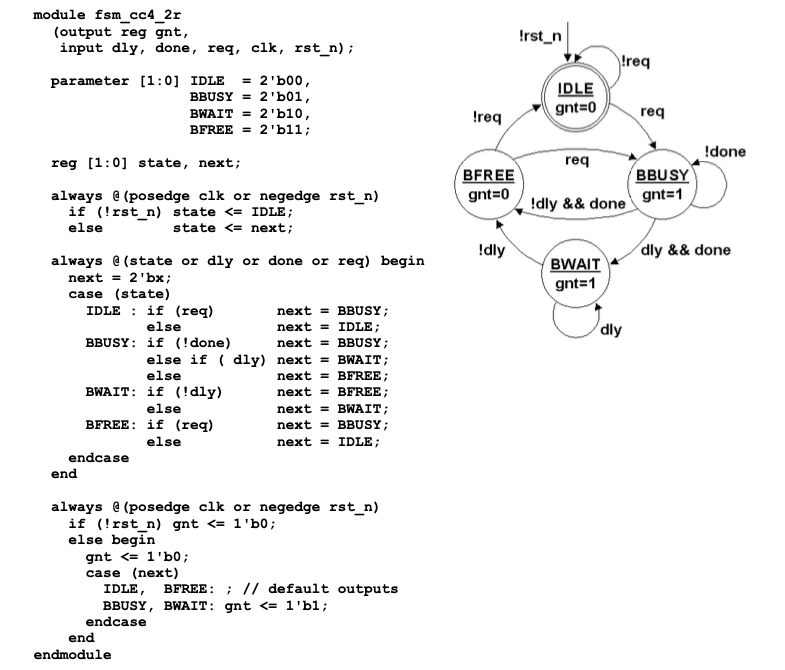 module fsm_cc4_2r
(output reg gnt,
input dly, done, req, clk, rst_n);
parameter [1:0] IDLE  = 2'b00,
BBUSY = 2'b01,
BWAIT = 2'b10,
BFREE = 2'b11;
reg [1:0] state, next;
always @(posedge clk or negedge rst_n)
if (!rst_n) state <= IDLE;
else        state <= next;
always @(state or dly or done or req) begin
next = 2'bx;
case (state)
IDLE : if (req)       next = BBUSY;
else           next = IDLE;
BBUSY: if (!done)     next = BBUSY;
else if ( dly) next = BWAIT;
else           next = BFREE;
BWAIT: if (!dly)      next = BFREE;
else           next = BWAIT;
BFREE: if (req)       next = BBUSY;
else           next = IDLE;
endcase
end
always @(posedge clk or negedge rst_n)
if (!rst_n) gnt <= 1'b0;
else begin
gnt <= 1'b0;
case (next)
IDLE,  BFREE: ; // default outputs
BBUSY, BWAIT: gnt <= 1'b1;
endcase
end
endmodule
!rst_n
!req
IDLE
gnt=0
!req
req
!done
req
BFREE
gnt=0
BBUSY
gnt=1
!dly && done
!dly
dly && done
BWAIT
gnt=1
dly